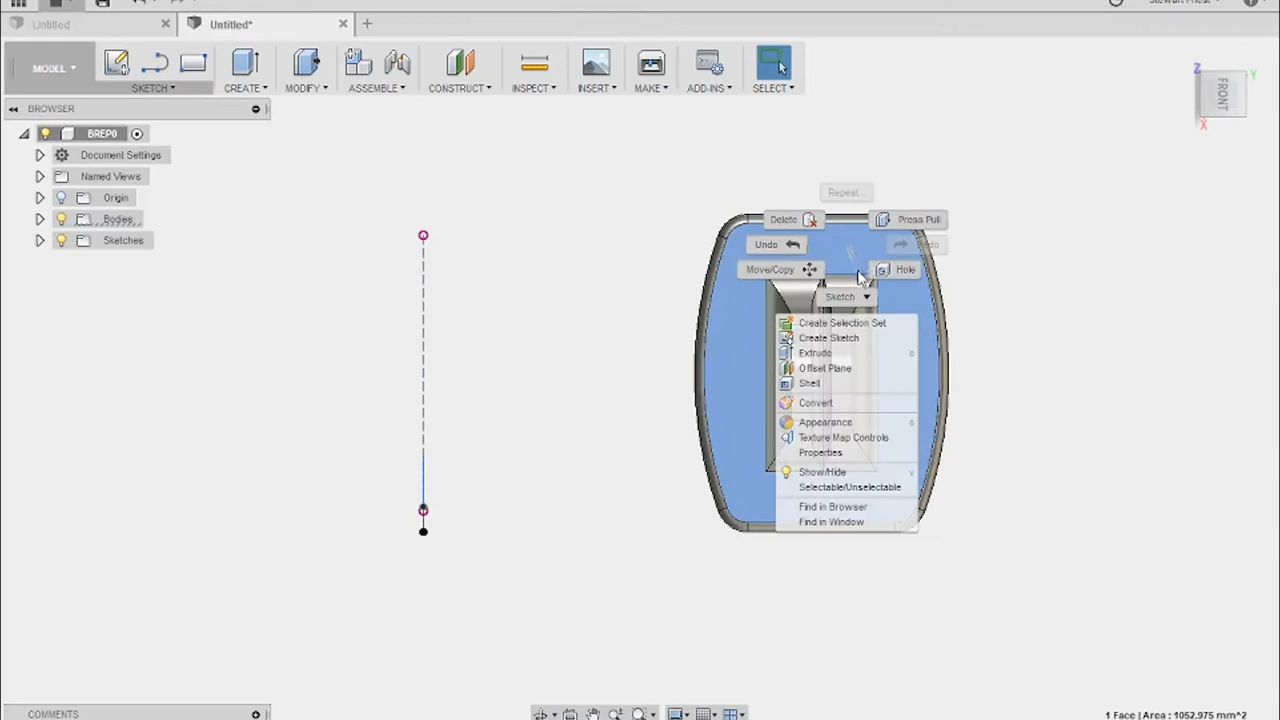 Stewart Priest
Untitled
Untitled*
MODEL
SKETCH
CREATE
MODIFY
ASSEMBLE
CONSTRUCT
INSPECT
INSERT
MAKE
ADD-INS
SELECT
BROWSER
BREP0
Document Settings
Named Views
Origin
Bodies
Sketches
Z
Y
FRONT
X
Repeat...
Delete
Press Pull
Undo
Move/Copy
Hole
Sketch
Create Selection Set
Create Sketch
Extrude
Offset Plane
Shell
Convert
Appearance
Texture Map Controls
Properties
Show/Hide
Selectable/Unselectable
Find in Browser
Find in Window
COMMENTS
1 Face | Area : 1052.975 mm^2